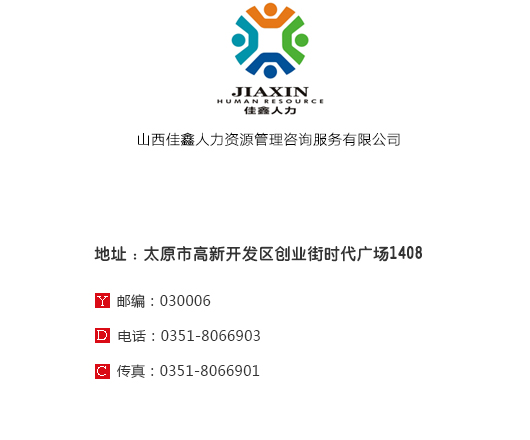 JIAXIN
HUMAN RESOURCE
佳鑫人力
山西佳鑫人力资源管理咨询服务有限公司
地址：太原市高新开发区创业街时代广场1408
Y 邮编：030006
D 电话：0351-8066903
C 传真：0351-8066901